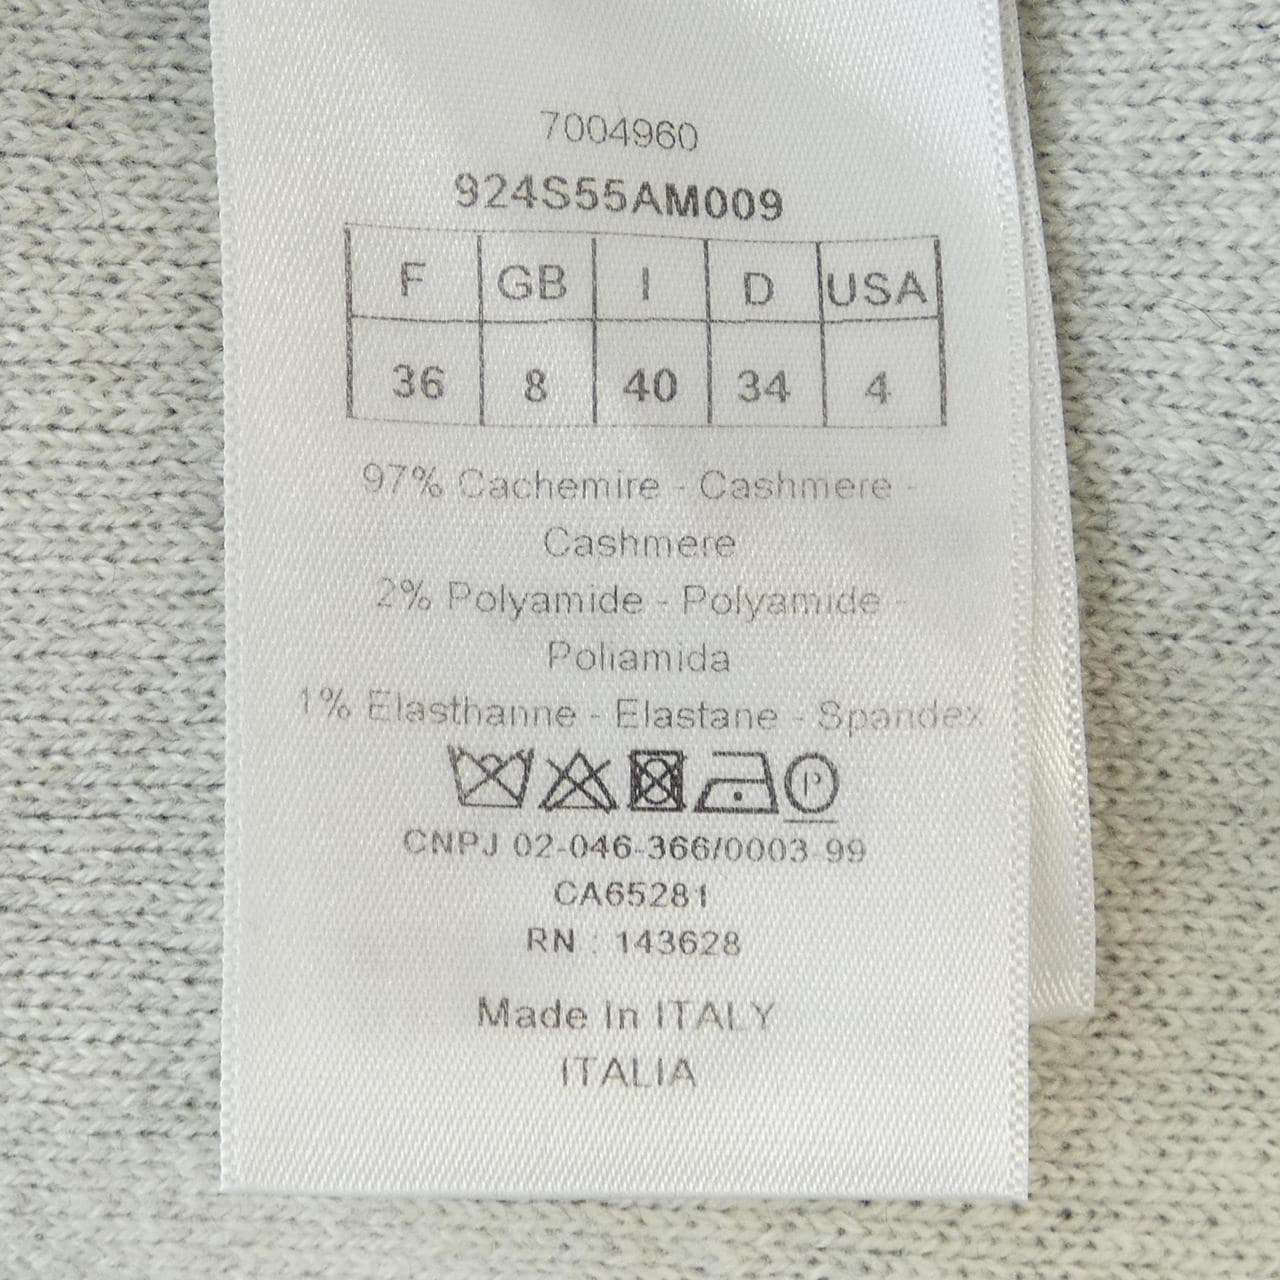 7004960
924S55AM009
F GB I D USA
36 8 40 34 4
97% Cachemire - Cashmere -
Cashmere
2% Polyamide - Polyamide -
Poliamida
1% Elasthanne - Elastane - Spandex
P
CNPJ 02-046-366/0003-99
CA65281
RN : 143628
Made in ITALY
ITALIA